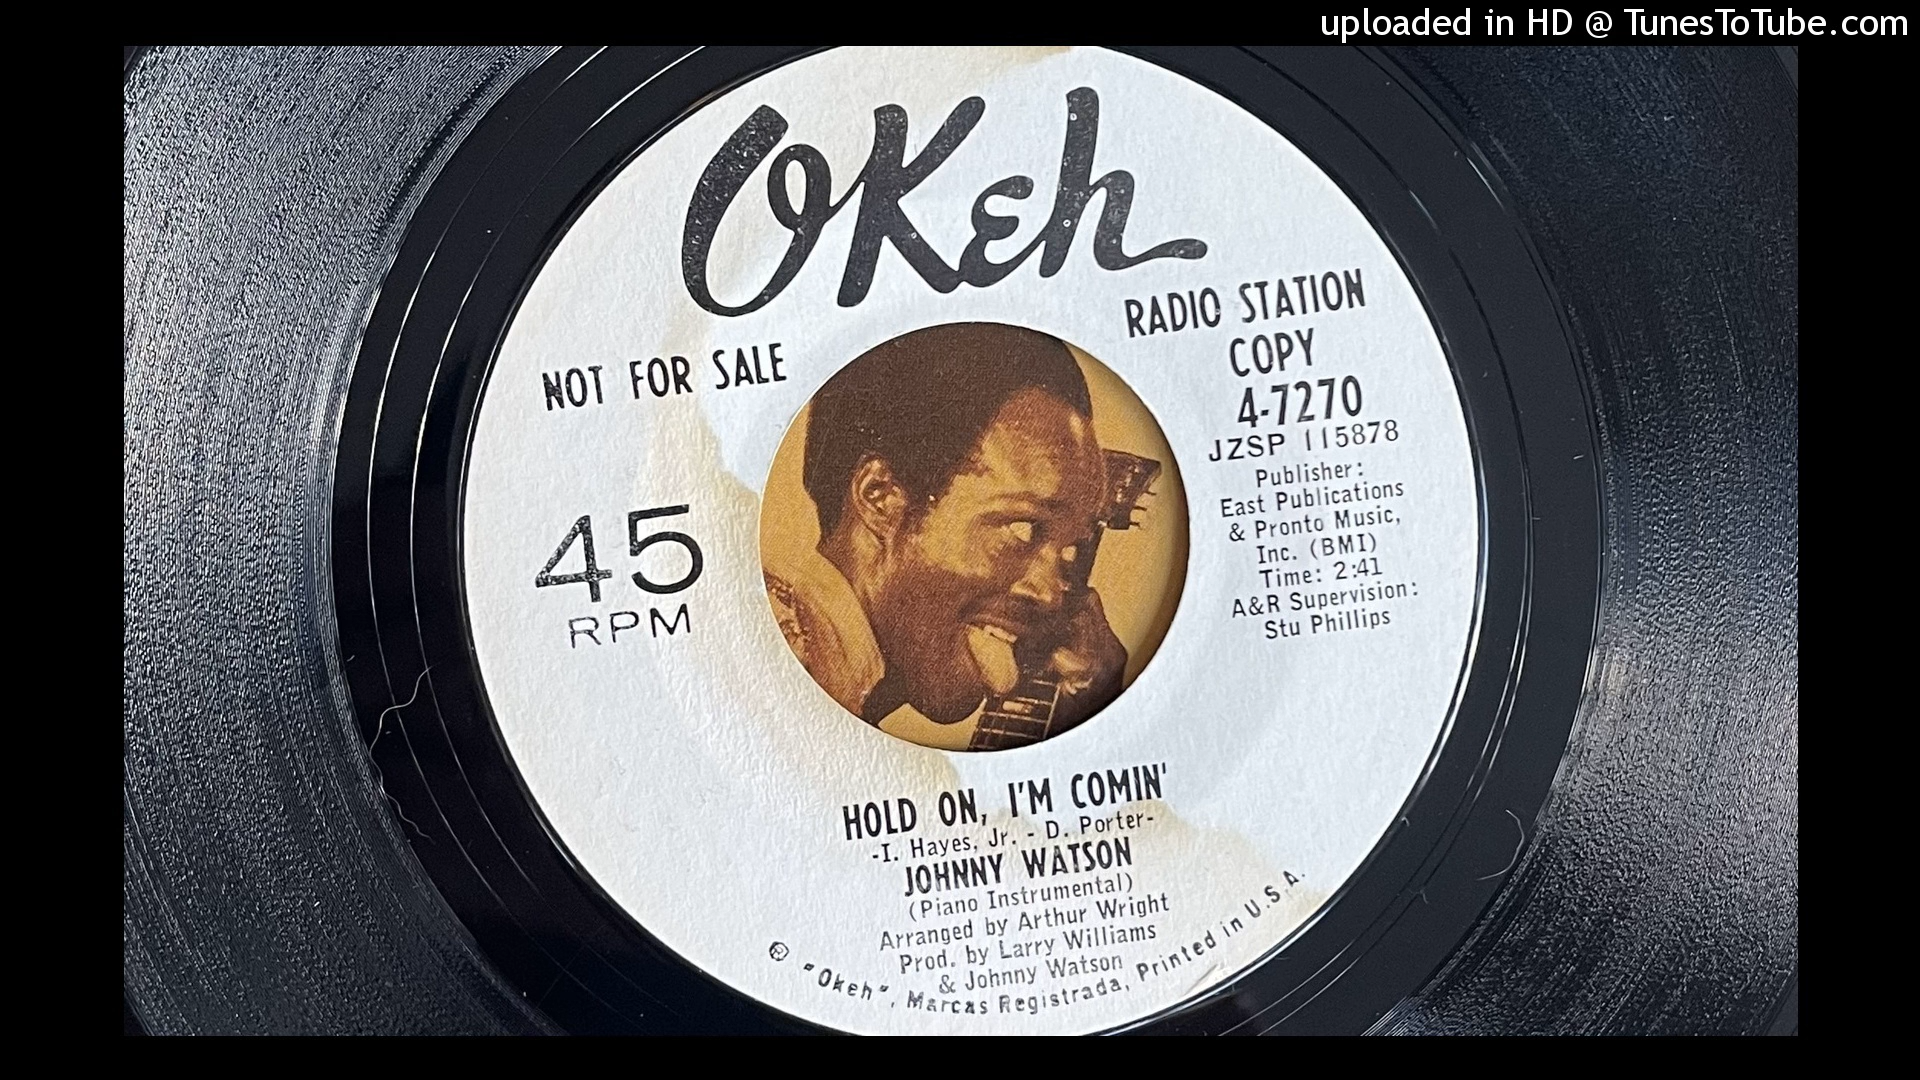 uploaded in HD @ TunesToTube.com
OKeh
NOT FOR SALE
RADIO STATION
COPY
4-7270
JZSP 115878
Publisher:
East Publications
& Pronto Music,
Inc. (BMI)
Time: 2:41
A&R Supervision:
Stu Phillips
45
RPM
HOLD ON, I'M COMIN'
-I. Hayes, Jr. - D. Porter-
JOHNNY WATSON
(Piano Instrumental)
Arranged by Arthur Wright
Prod. by Larry Williams
& Johnny Watson
© "Okeh", Marcas Registrada, Printed in U.S.A.